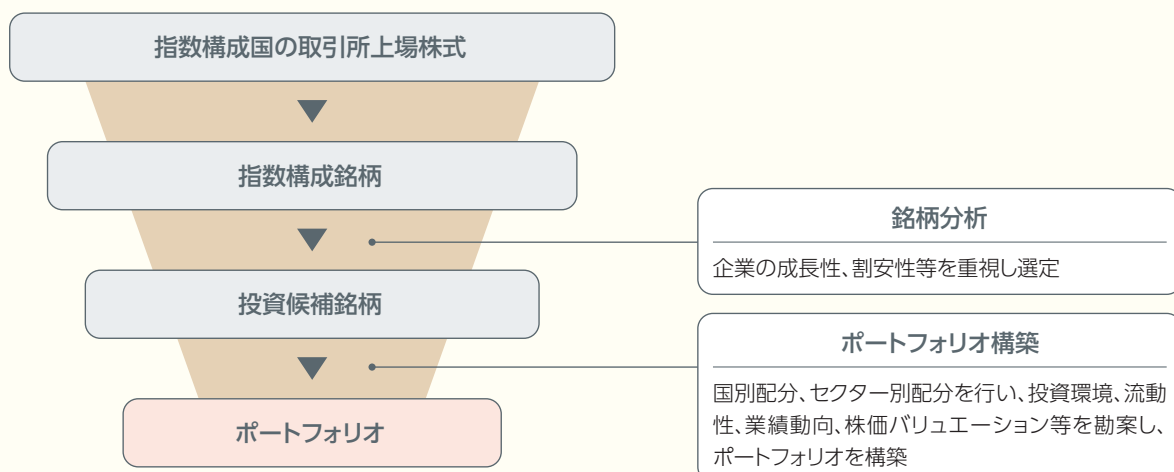 指数構成国の取引所上場株式
指数構成銘柄
銘柄分析
企業の成長性、割安性等を重視し選定
投資候補銘柄
ポートフォリオ構築
国別配分、セクター別配分を行い、投資環境、流動
性、業績動向、株価バリュエーション等を勘案し、
ポートフォリオを構築
ポートフォリオ